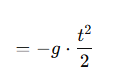 = -g · t²/2